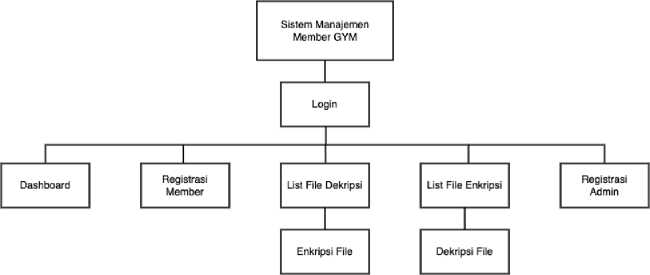 Sistem Manajemen
Member GYM
Login
Dashboard
Registrasi
Member
List File Dekripsi
List File Enkripsi
Registrasi
Admin
Enkripsi File
Dekripsi File